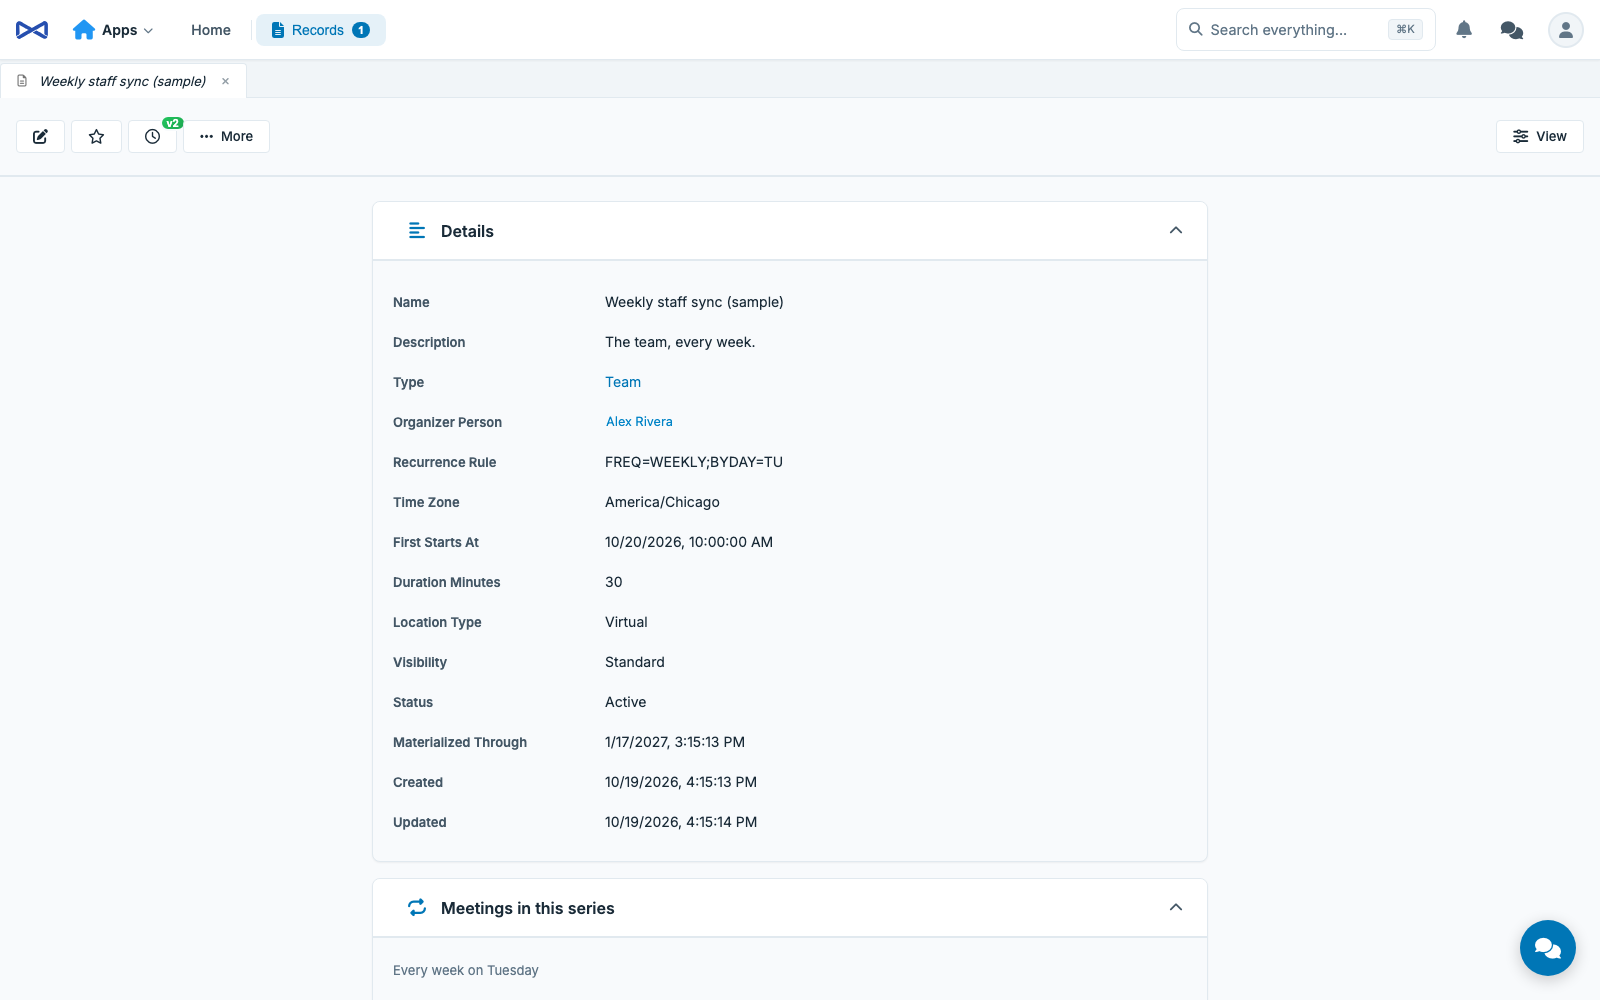 Apps
Home
Records 1
Search everything... ⌘K
Weekly staff sync (sample) ×
v2
More
View
Details
Name Weekly staff sync (sample)
Description The team, every week.
Type Team
Organizer Person Alex Rivera
Recurrence Rule FREQ=WEEKLY;BYDAY=TU
Time Zone America/Chicago
First Starts At 10/20/2026, 10:00:00 AM
Duration Minutes 30
Location Type Virtual
Visibility Standard
Status Active
Materialized Through 1/17/2027, 3:15:13 PM
Created 10/19/2026, 4:15:13 PM
Updated 10/19/2026, 4:15:14 PM
Meetings in this series
Every week on Tuesday